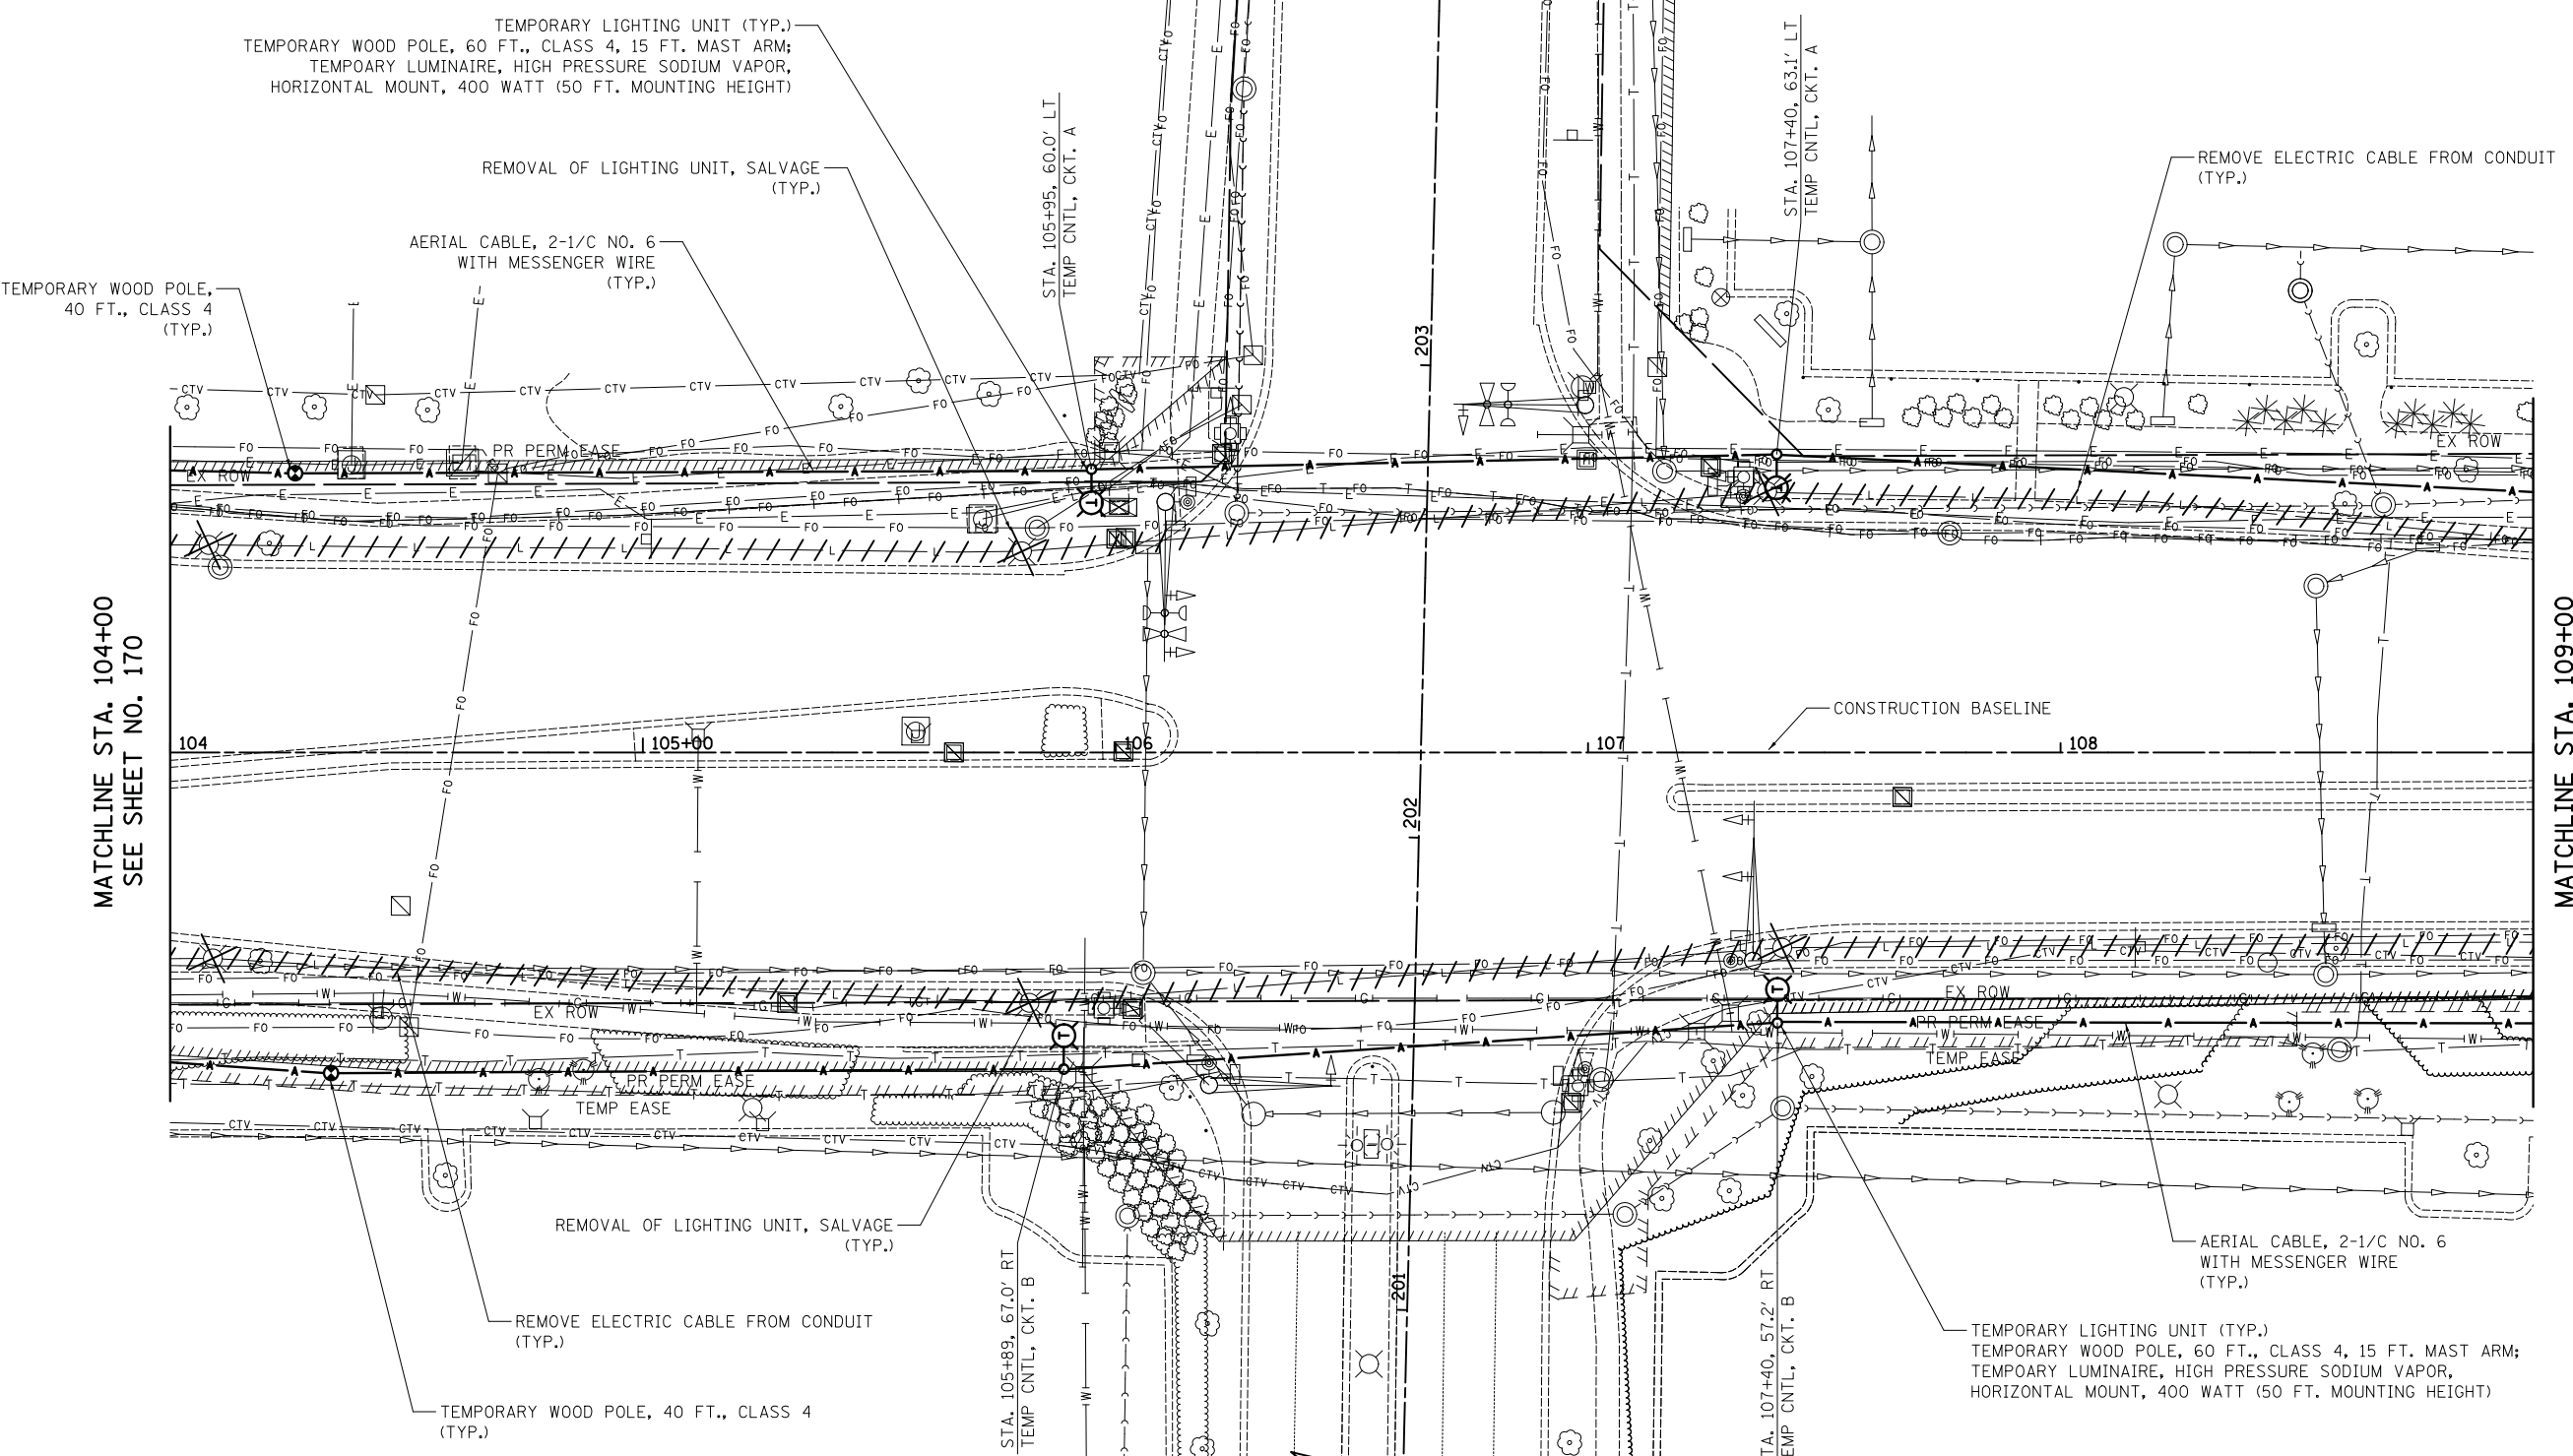 TEMPORARY LIGHTING UNIT (TYP.)
TEMPORARY WOOD POLE, 60 FT., CLASS 4, 15 FT. MAST ARM;
TEMPOARY LUMINAIRE, HIGH PRESSURE SODIUM VAPOR,
HORIZONTAL MOUNT, 400 WATT (50 FT. MOUNTING HEIGHT)
REMOVAL OF LIGHTING UNIT, SALVAGE
(TYP.)
AERIAL CABLE, 2-1/C NO. 6
WITH MESSENGER WIRE
(TYP.)
TEMPORARY WOOD POLE,
40 FT., CLASS 4
(TYP.)
STA. 105+95, 60.0' LT
TEMP CNTL, CKT. A
STA. 107+40, 63.1' LT
TEMP CNTL, CKT. A
REMOVE ELECTRIC CABLE FROM CONDUIT
(TYP.)
203
PR PERM EASE
EX ROW
EX ROW
MATCHLINE STA. 104+00
SEE SHEET NO. 170
MATCHLINE STA. 109+00
CONSTRUCTION BASELINE
104
105+00
106
107
108
202
EX ROW
EX ROW
PR PERM EASE
TEMP EASE
PR PERM EASE
TEMP EASE
201
REMOVAL OF LIGHTING UNIT, SALVAGE
(TYP.)
STA. 105+89, 67.0' RT
TEMP CNTL, CKT. B
TA. 107+40, 57.2' RT
EMP CNTL, CKT. B
AERIAL CABLE, 2-1/C NO. 6
WITH MESSENGER WIRE
(TYP.)
REMOVE ELECTRIC CABLE FROM CONDUIT
(TYP.)
TEMPORARY LIGHTING UNIT (TYP.)
TEMPORARY WOOD POLE, 60 FT., CLASS 4, 15 FT. MAST ARM;
TEMPOARY LUMINAIRE, HIGH PRESSURE SODIUM VAPOR,
HORIZONTAL MOUNT, 400 WATT (50 FT. MOUNTING HEIGHT)
TEMPORARY WOOD POLE, 40 FT., CLASS 4
(TYP.)